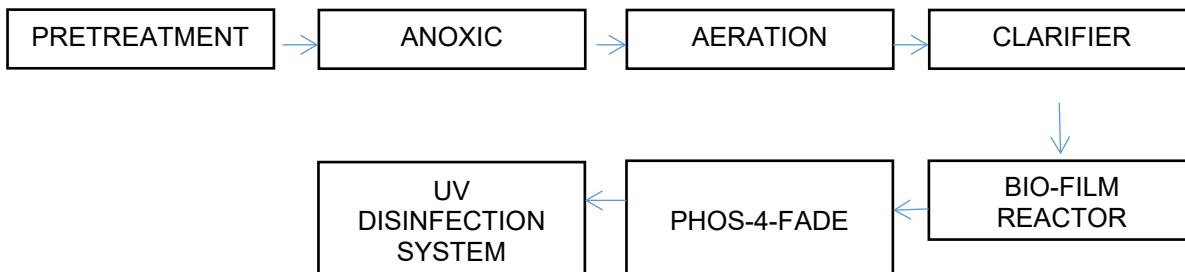 PRETREATMENT
ANOXIC
AERATION
CLARIFIER
BIO-FILM
REACTOR
PHOS-4-FADE
UV
DISINFECTION
SYSTEM